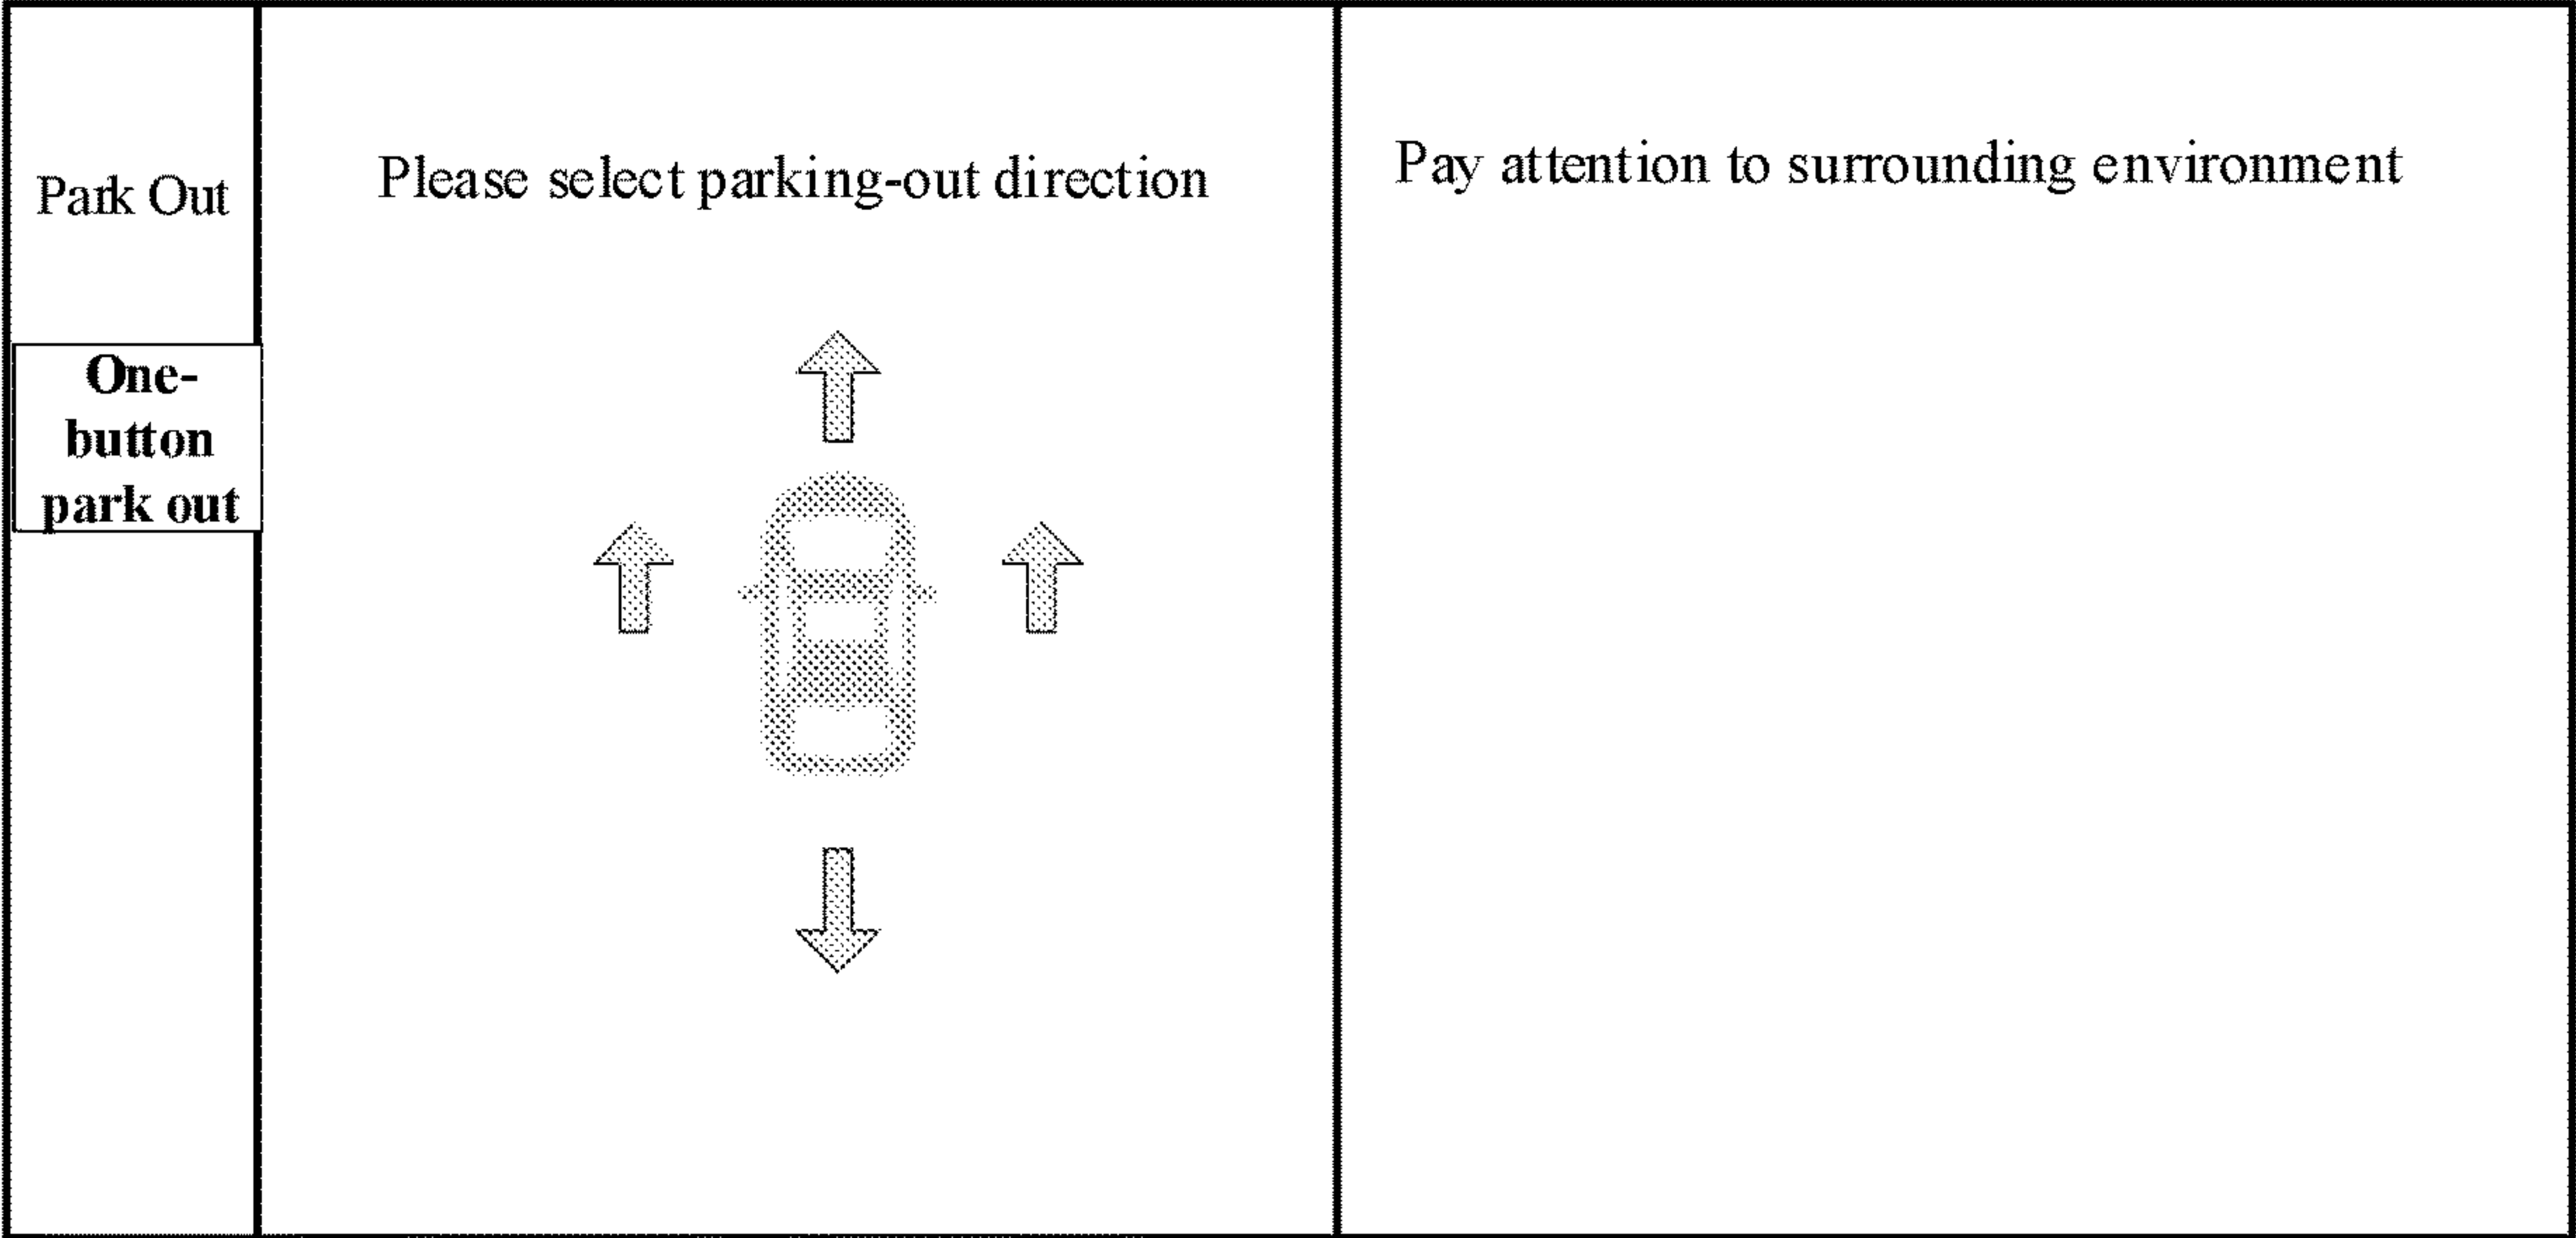 Park Out
One-
button
park out
Please select parking-out direction
Pay attention to surrounding environment